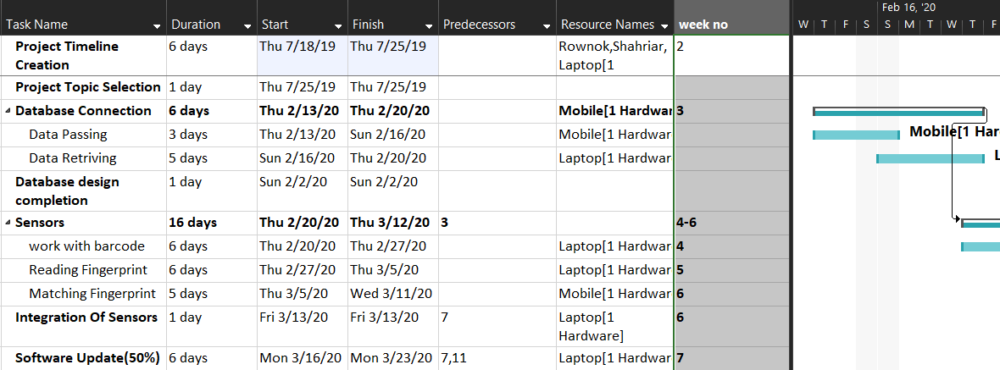 Feb 16, '20
Task Name Duration Start Finish Predecessors Resource Names week no W T F S S M T W T F
Project Timeline Creation 6 days Thu 7/18/19 Thu 7/25/19 Rownok,Shahriar, Laptop[1 2
Project Topic Selection 1 day Thu 7/25/19 Thu 7/25/19
Database Connection 6 days Thu 2/13/20 Thu 2/20/20 Mobile[1 Hardwar 3
Data Passing 3 days Thu 2/13/20 Sun 2/16/20 Mobile[1 Hardwar Mobile[1 Har
Data Retriving 5 days Sun 2/16/20 Thu 2/20/20 Laptop[1 Hardwar L
Database design completion 1 day Sun 2/2/20 Sun 2/2/20
Sensors 16 days Thu 2/20/20 Thu 3/12/20 3 4-6
work with barcode 6 days Thu 2/20/20 Thu 2/27/20 Laptop[1 Hardwar 4
Reading Fingerprint 6 days Thu 2/27/20 Thu 3/5/20 Laptop[1 Hardwar 5
Matching Fingerprint 5 days Thu 3/5/20 Wed 3/11/20 Mobile[1 Hardwar 6
Integration Of Sensors 1 day Fri 3/13/20 Fri 3/13/20 7 Laptop[1 Hardware] 6
Software Update(50%) 6 days Mon 3/16/20 Mon 3/23/20 7,11 Laptop[1 Hardwar 7